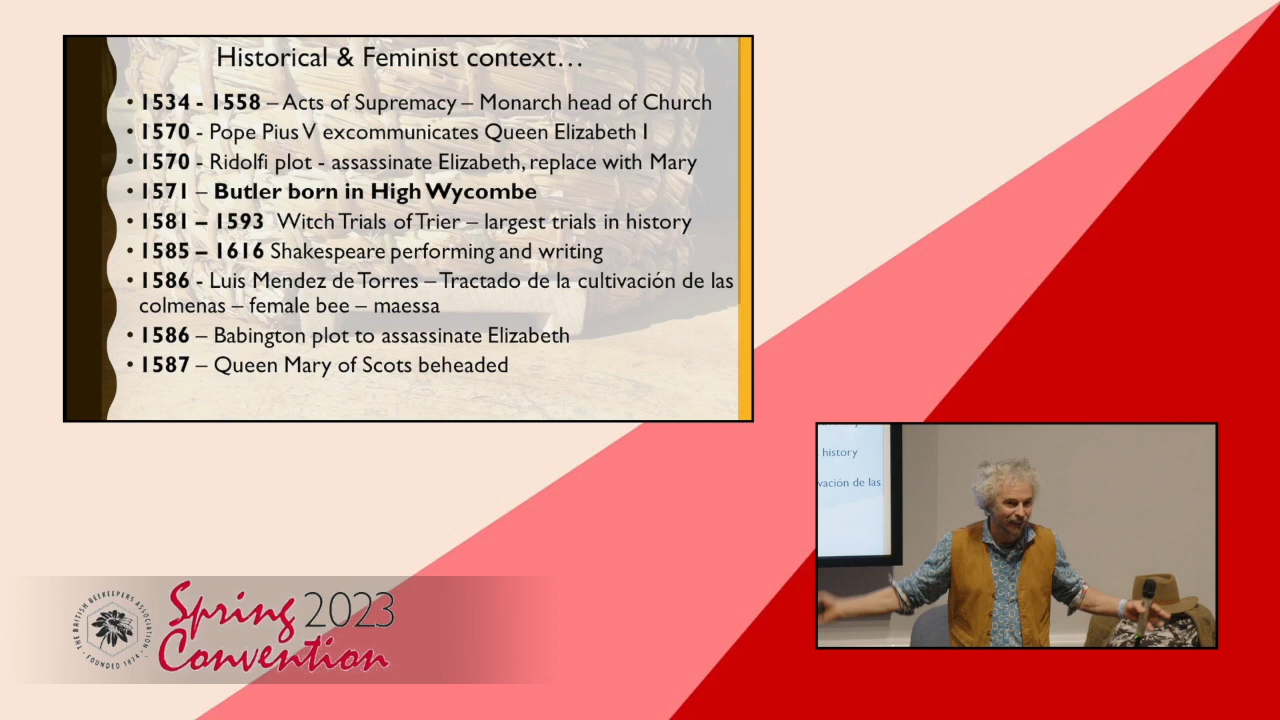 Historical & Feminist context…
• 1534 - 1558 – Acts of Supremacy – Monarch head of Church
• 1570 - Pope Pius V excommunicates Queen Elizabeth I
• 1570 - Ridolfi plot - assassinate Elizabeth, replace with Mary
• 1571 – Butler born in High Wycombe
• 1581 – 1593 Witch Trials of Trier – largest trials in history
• 1585 – 1616 Shakespeare performing and writing
• 1586 - Luis Mendez de Torres – Tractado de la cultivación de las
colmenas – female bee – maessa
• 1586 – Babington plot to assassinate Elizabeth
• 1587 – Queen Mary of Scots beheaded
history
vación de las
THE BRITISH BEEKEEPERS ASSOCIATION
· FOUNDED 1874 ·
Spring 2023
Convention